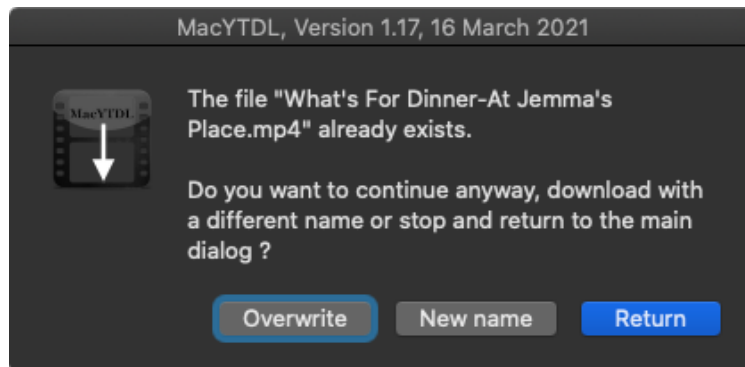 MacYTDL, Version 1.17, 16 March 2021
MacYTDL
The file "What's For Dinner-At Jemma's
Place.mp4" already exists.
Do you want to continue anyway, download with
a different name or stop and return to the main
dialog ?
Overwrite New name Return